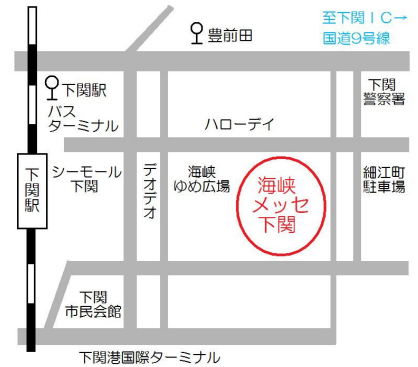 至下関IC→
国道9号線
豊前田
下関駅
バス
ターミナル
下関
警察署
ハローデイ
下関駅
シーモール
下関
デオデオ
海峡
ゆめ広場
海峡
メッセ
下関
細江町
駐車場
下関
市民会館
下関港国際ターミナル